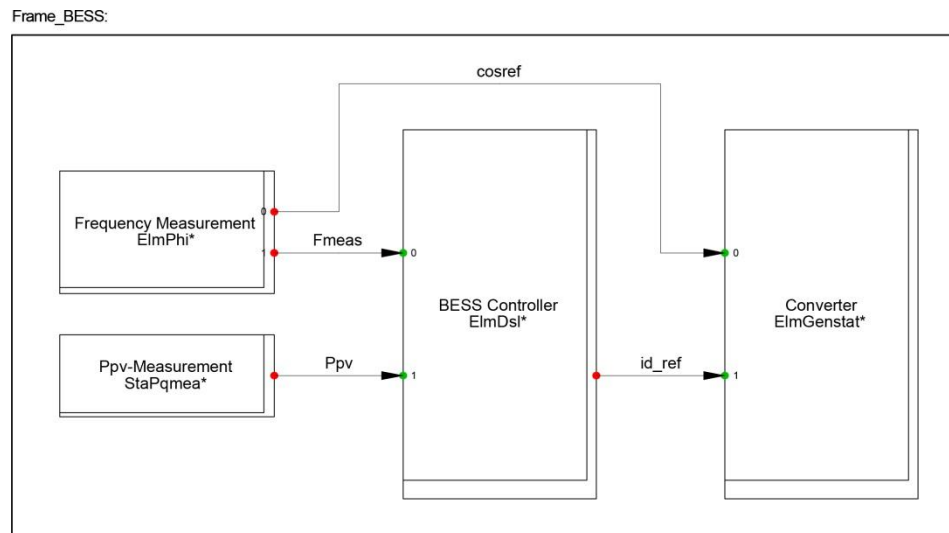 Frame_BESS:
cosref
Frequency Measurement
ElmPhi*
0
1
Fmeas
0
BESS Controller
ElmDsl*
Converter
ElmGenstat*
0
Ppv-Measurement
StaPqmea*
Ppv
1
id_ref
1